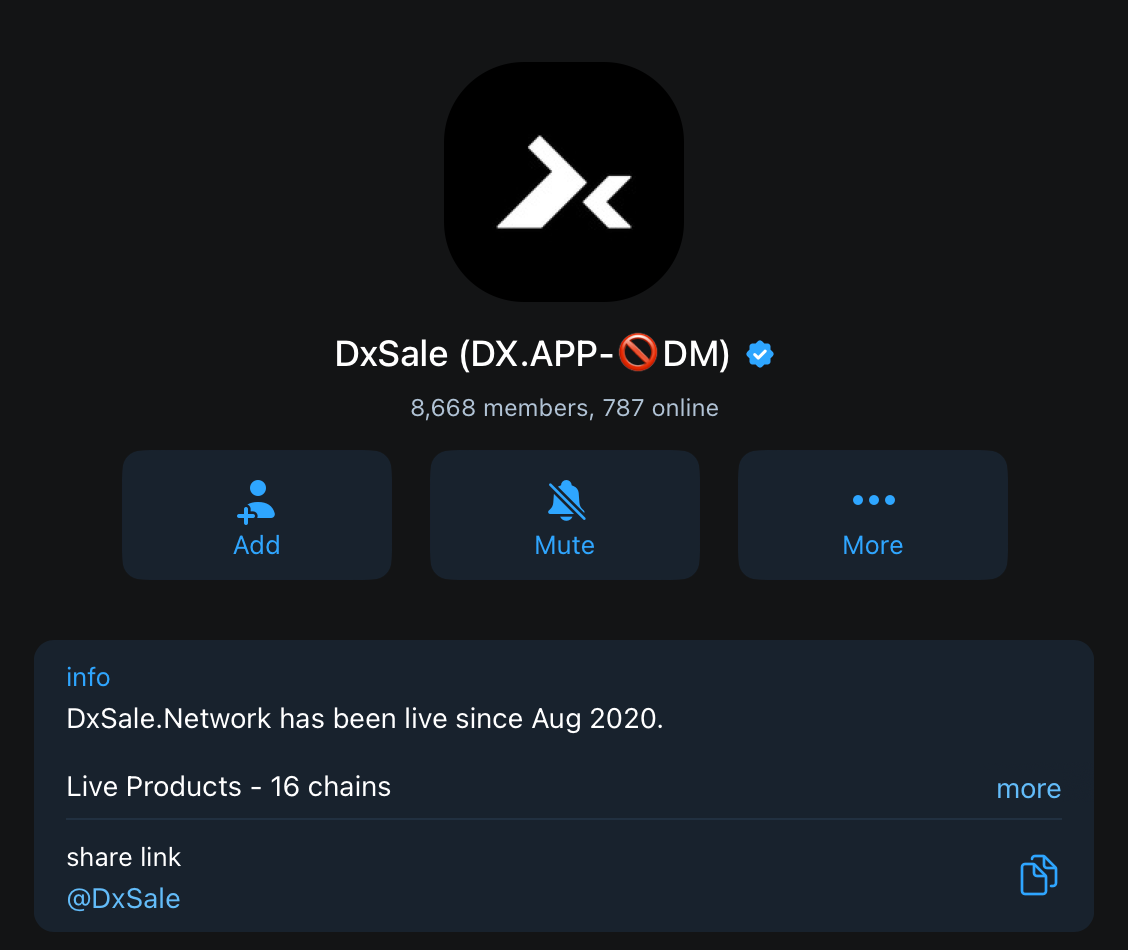 DxSale (DX.APP-🚫DM)
8,668 members, 787 online
Add
Mute
More
info
DxSale.Network has been live since Aug 2020.
Live Products - 16 chains
more
share link
@DxSale